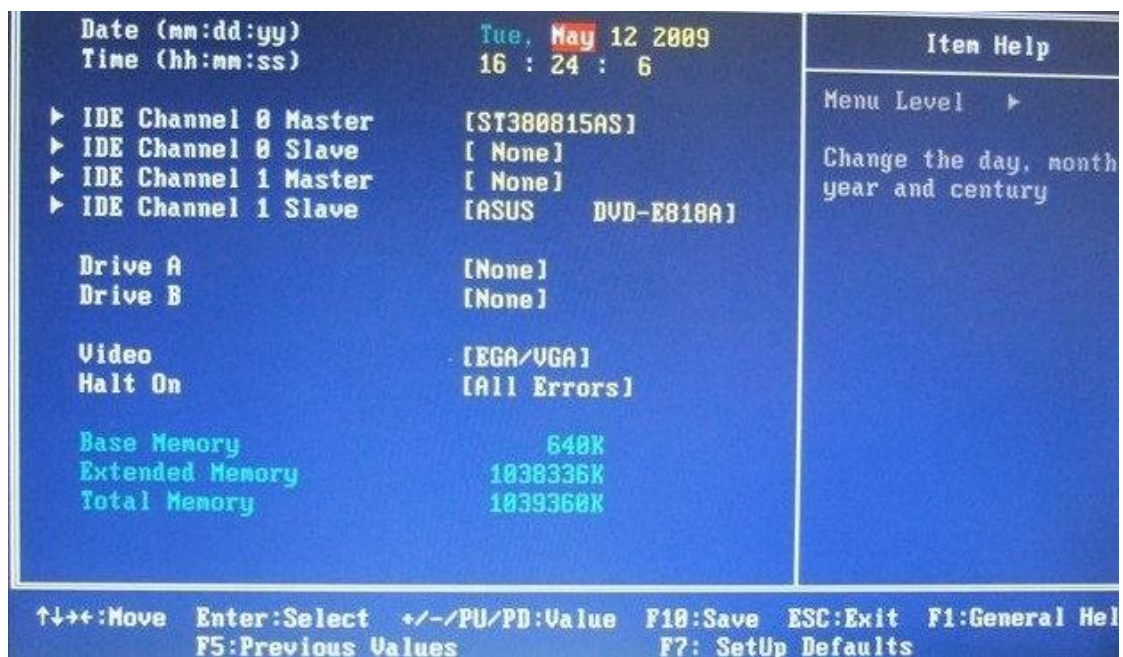 Date (mm:dd:yy) Tue, May 12 2009
Time (hh:mm:ss) 16 : 24 : 6
IDE Channel 0 Master [ST380815AS]
IDE Channel 0 Slave [ None]
IDE Channel 1 Master [ None]
IDE Channel 1 Slave [ASUS DVD-E818A]
Drive A [None]
Drive B [None]
Video [EGA/VGA]
Halt On [All Errors]
Base Memory 640K
Extended Memory 1038336K
Total Memory 1039360K
Item Help
Menu Level ▸
Change the day, month
year and century
↑↓→←:Move Enter:Select +/-/PU/PD:Value F10:Save ESC:Exit F1:General Hel
F5:Previous Values F7: SetUp Defaults